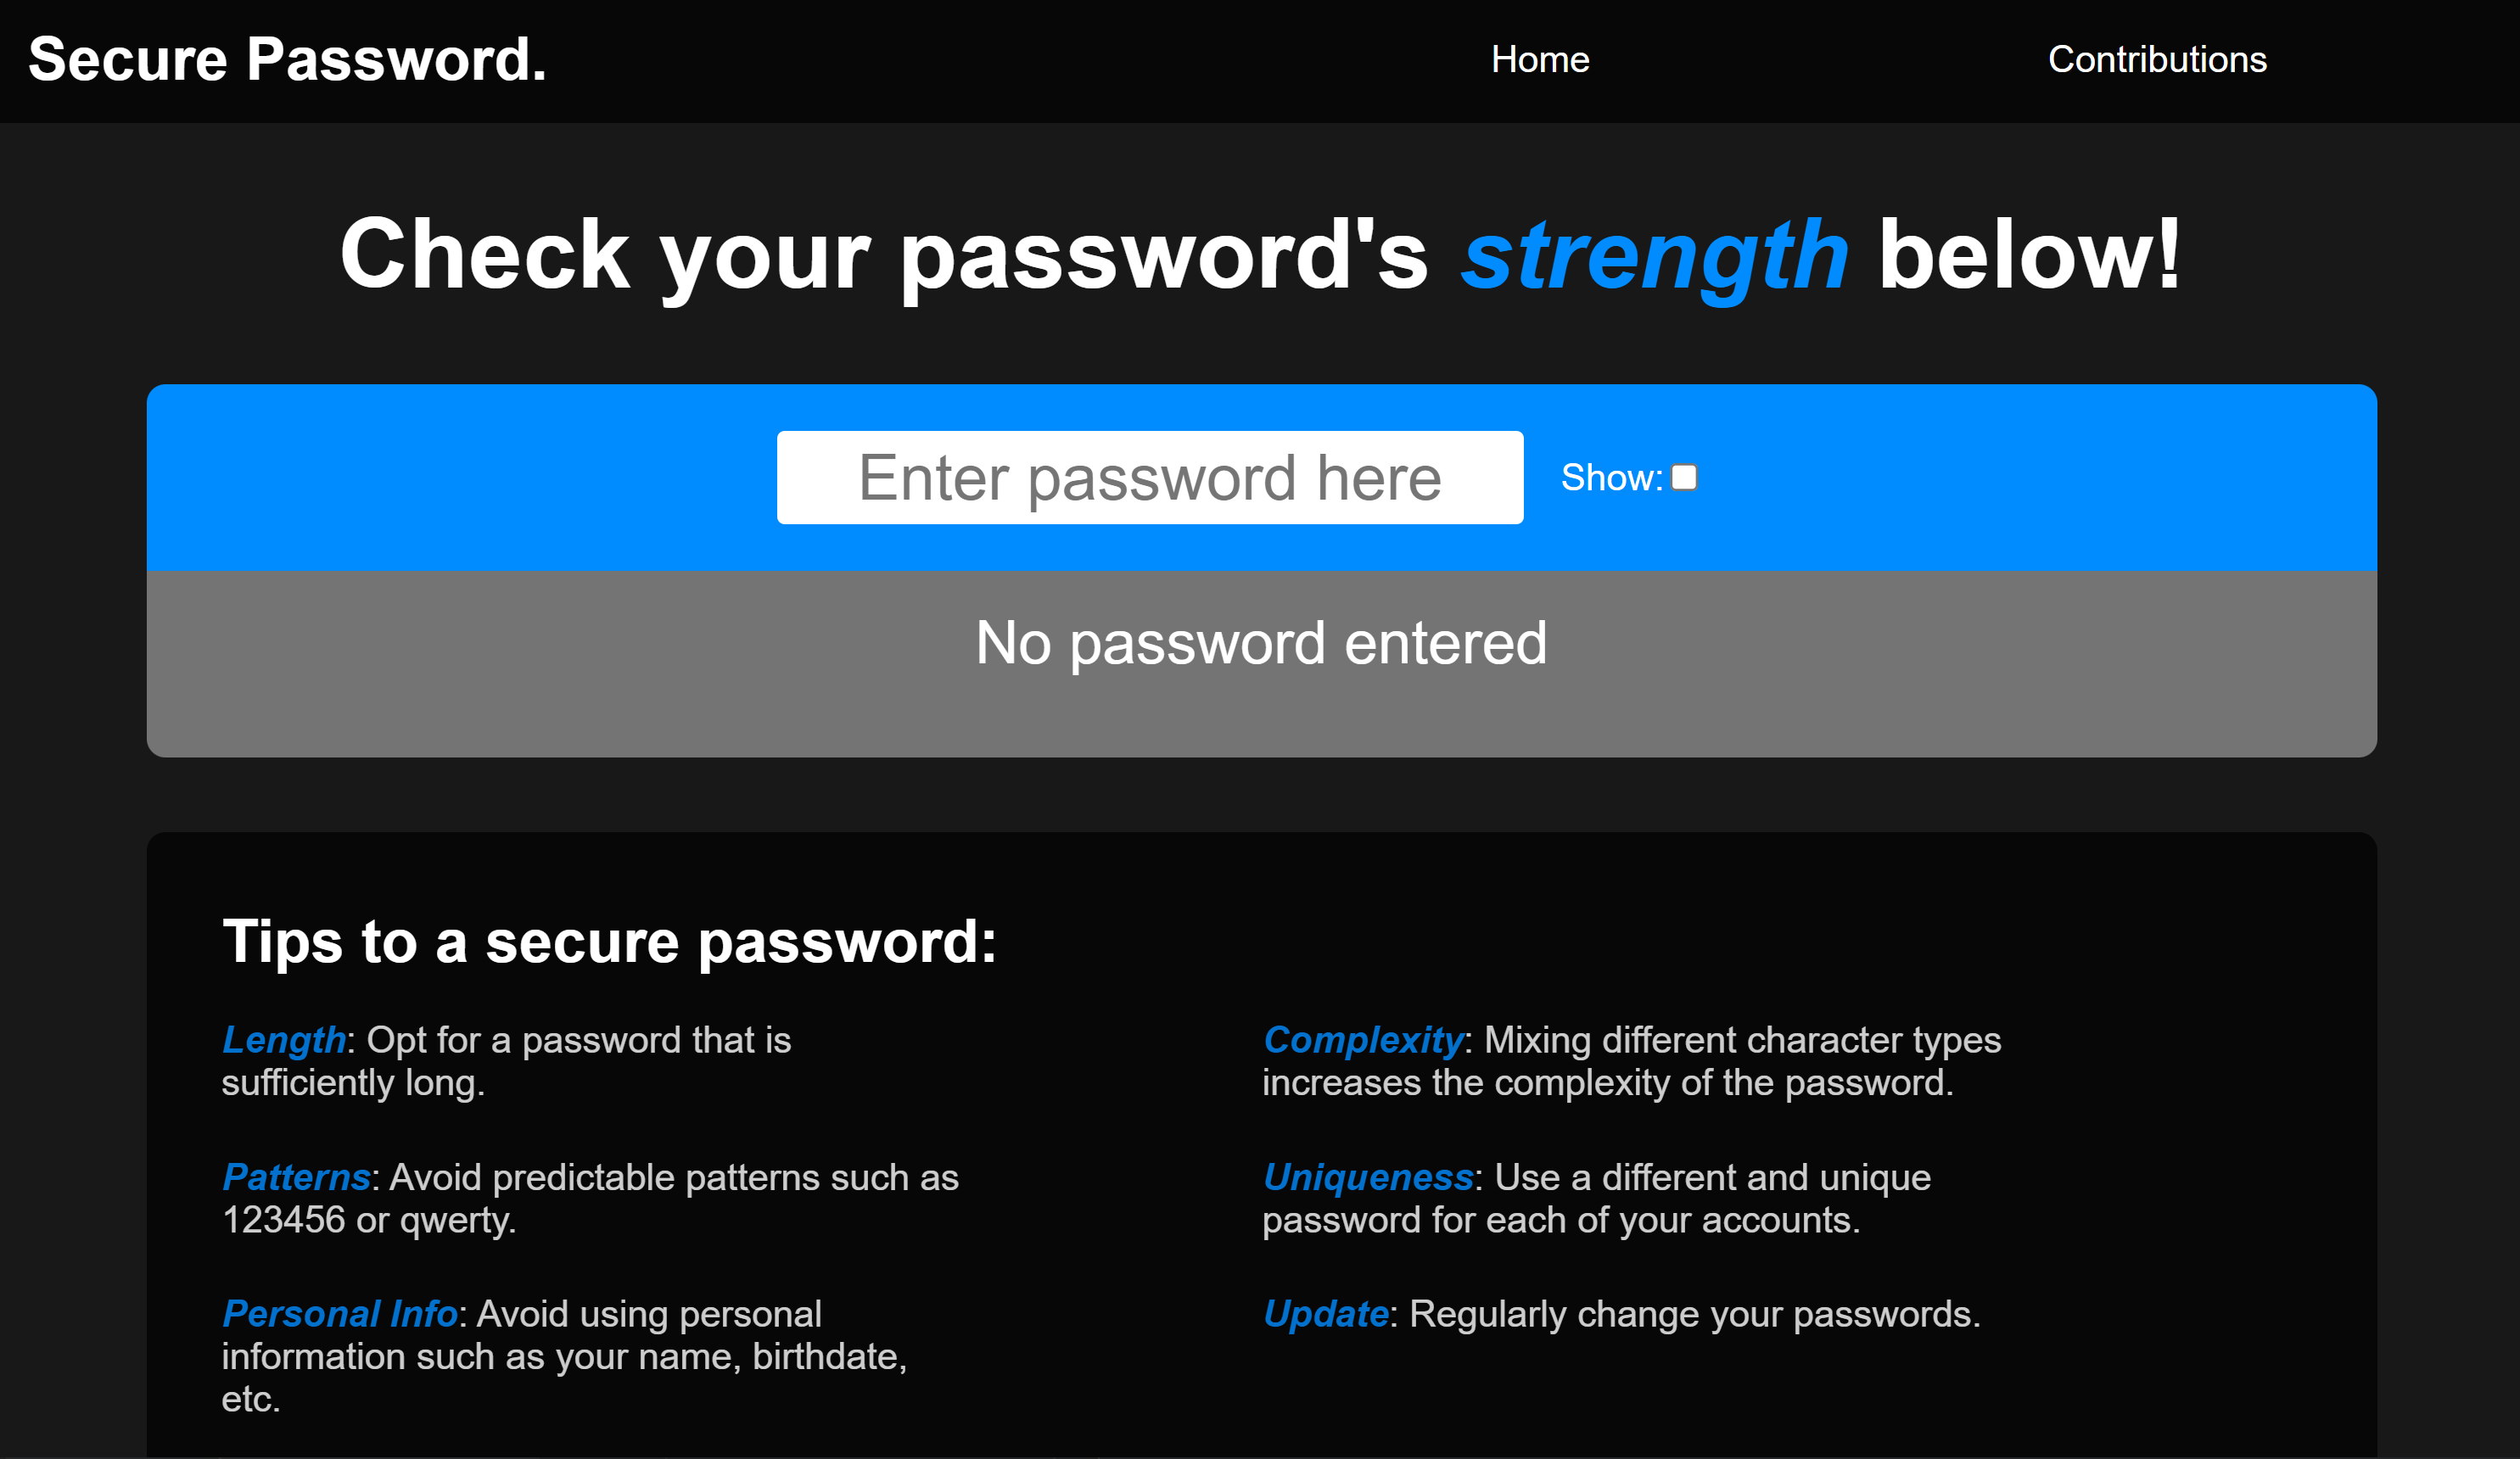 Secure Password.
Home
Contributions
Check your password's strength below!
Enter password here
Show:
No password entered
Tips to a secure password:
Length: Opt for a password that is
sufficiently long.
Patterns: Avoid predictable patterns such as
123456 or qwerty.
Personal Info: Avoid using personal
information such as your name, birthdate,
etc.
Complexity: Mixing different character types
increases the complexity of the password.
Uniqueness: Use a different and unique
password for each of your accounts.
Update: Regularly change your passwords.